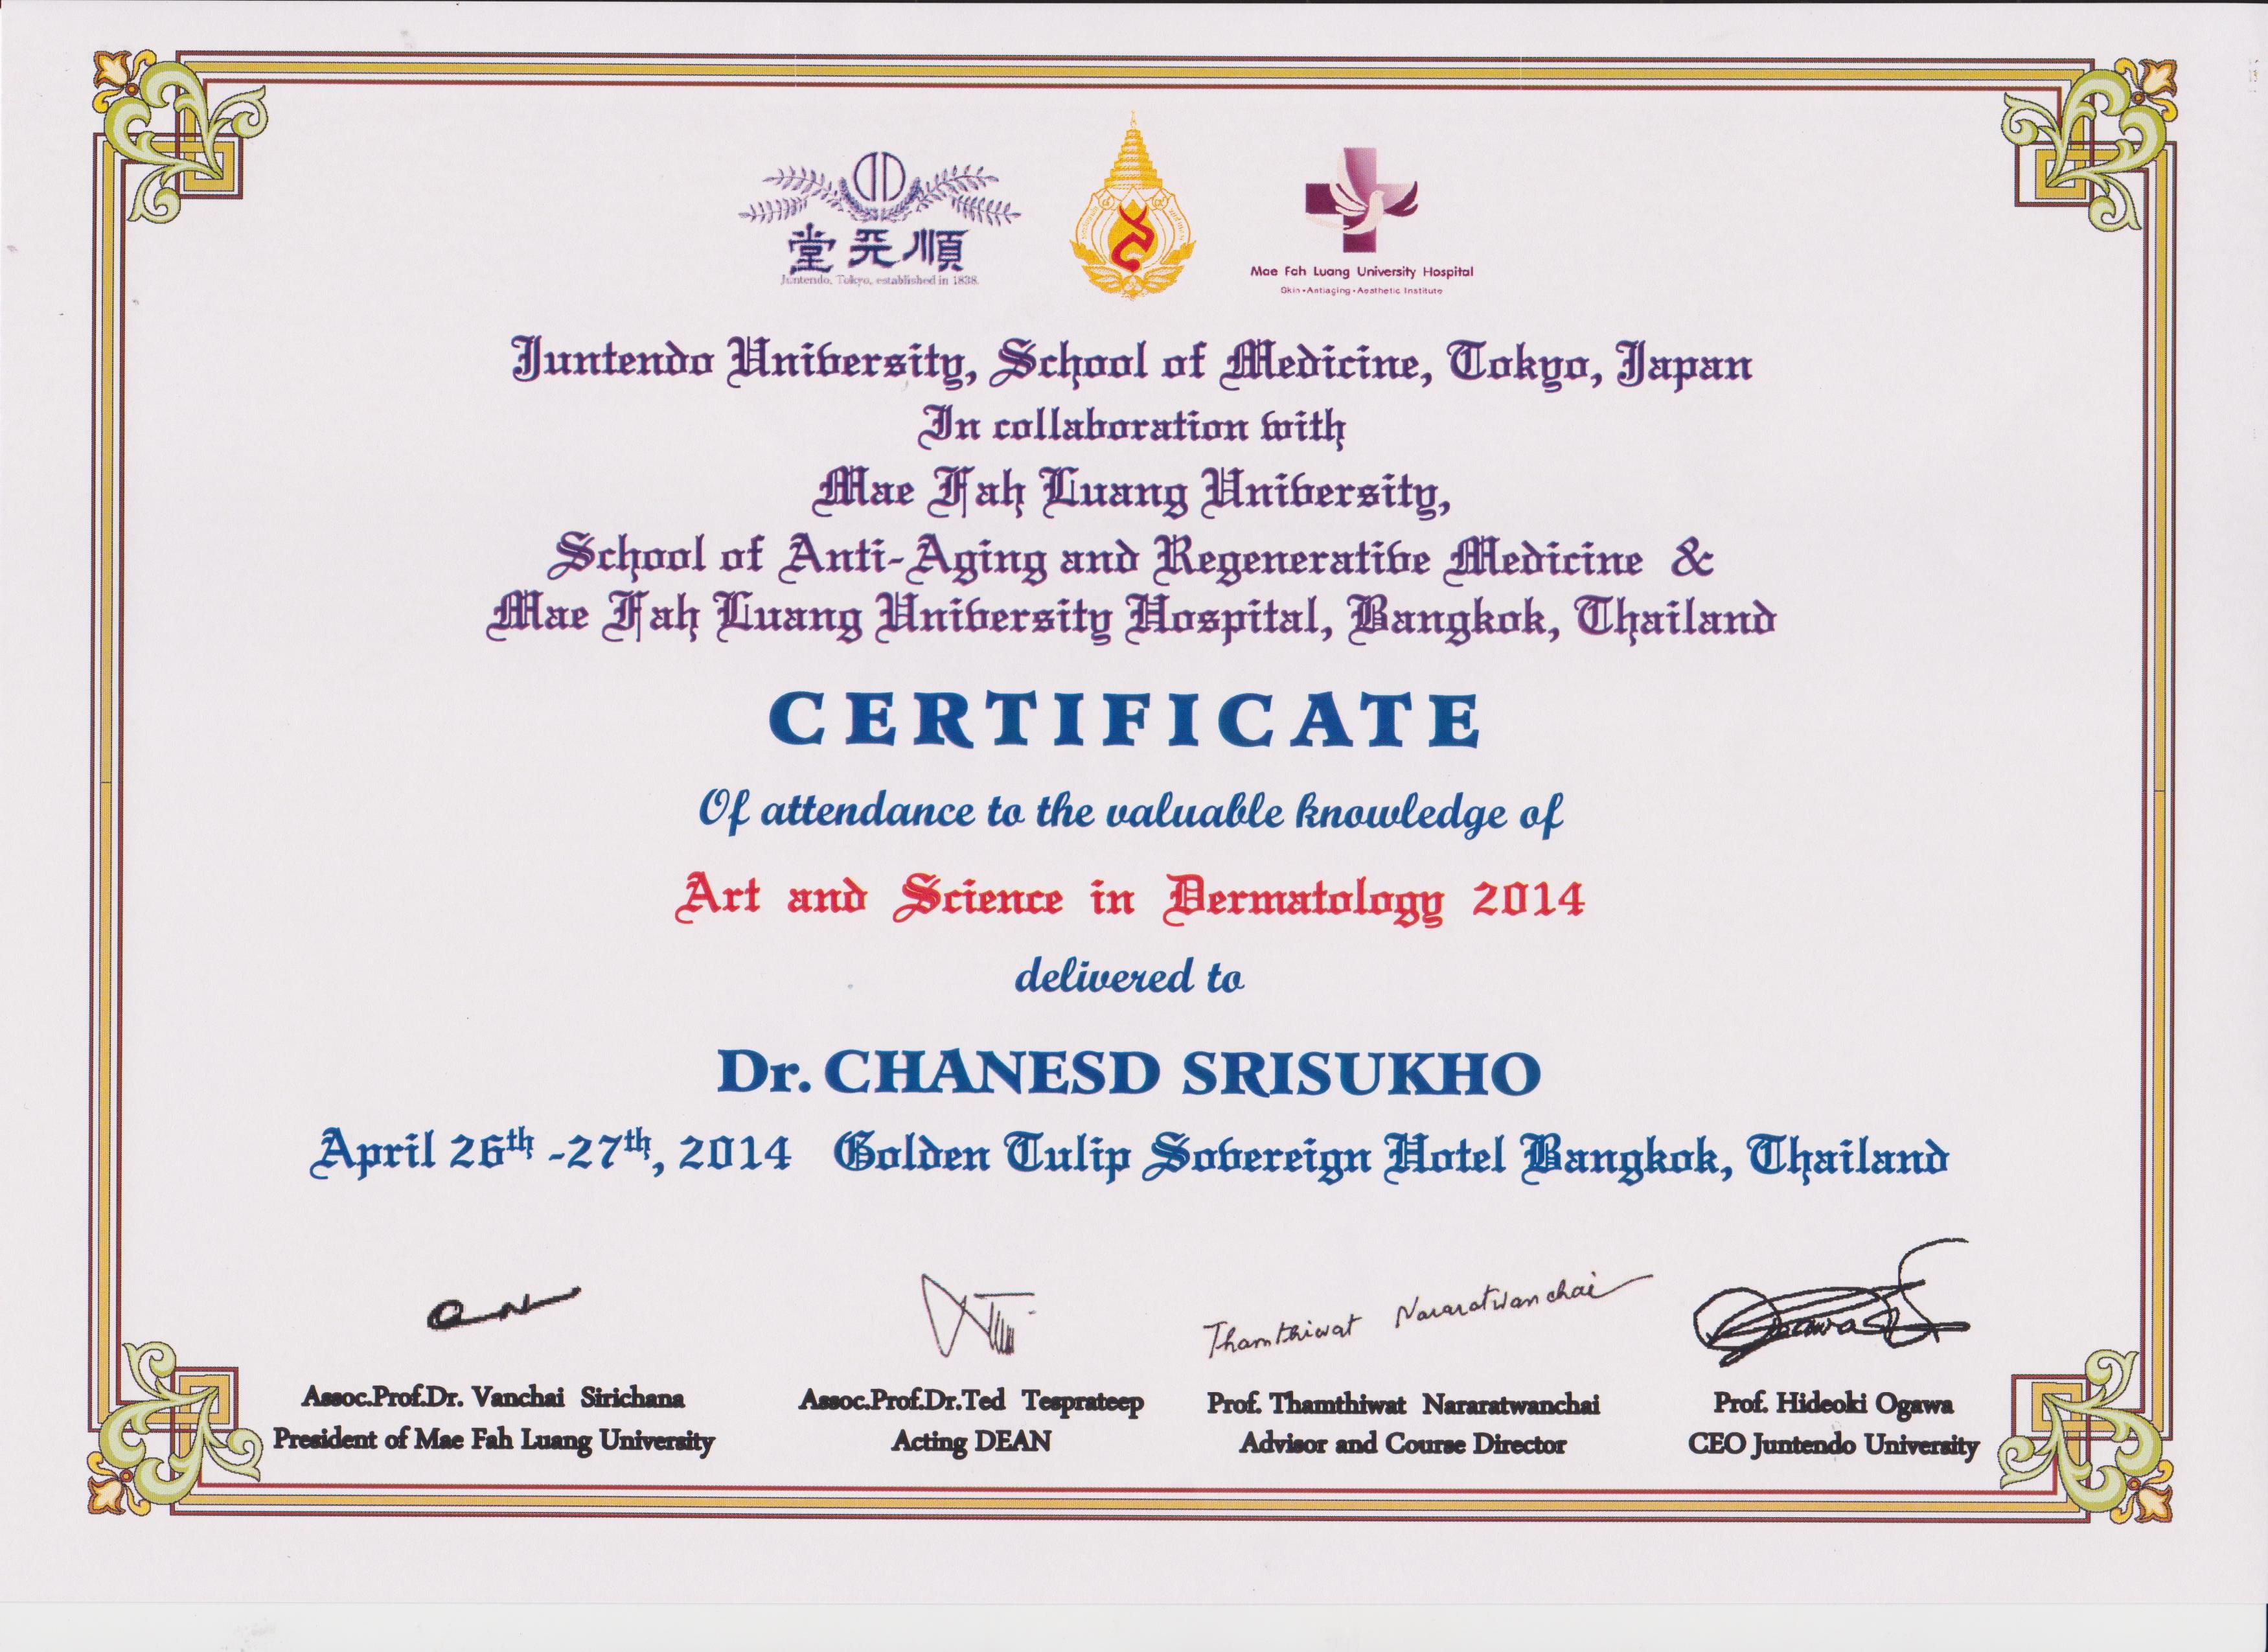 堂天順
Juntendo, Tokyo, established in 1838.
Mae Fah Luang University Hospital
Skin•Antiaging•Aesthetic Institute
Juntendo University, School of Medicine, Tokyo, Japan
In collaboration with
Mae Fah Luang University,
School of Anti-Aging and Regenerative Medicine &
Mae Fah Luang University Hospital, Bangkok, Thailand
CERTIFICATE
Of attendance to the valuable knowledge of
Art and Science in Dermatology 2014
delivered to
Dr. CHANESD SRISUKHO
April 26th -27th, 2014 Golden Tulip Sovereign Hotel Bangkok, Thailand
Thamthiwat Nararatwanchai
Assoc.Prof.Dr. Vanchai Sirichana
President of Mae Fah Luang University
Assoc.Prof.Dr.Ted Tesprateep
Acting DEAN
Prof. Thamthiwat Nararatwanchai
Advisor and Course Director
Prof. Hideoki Ogawa
CEO Juntendo University